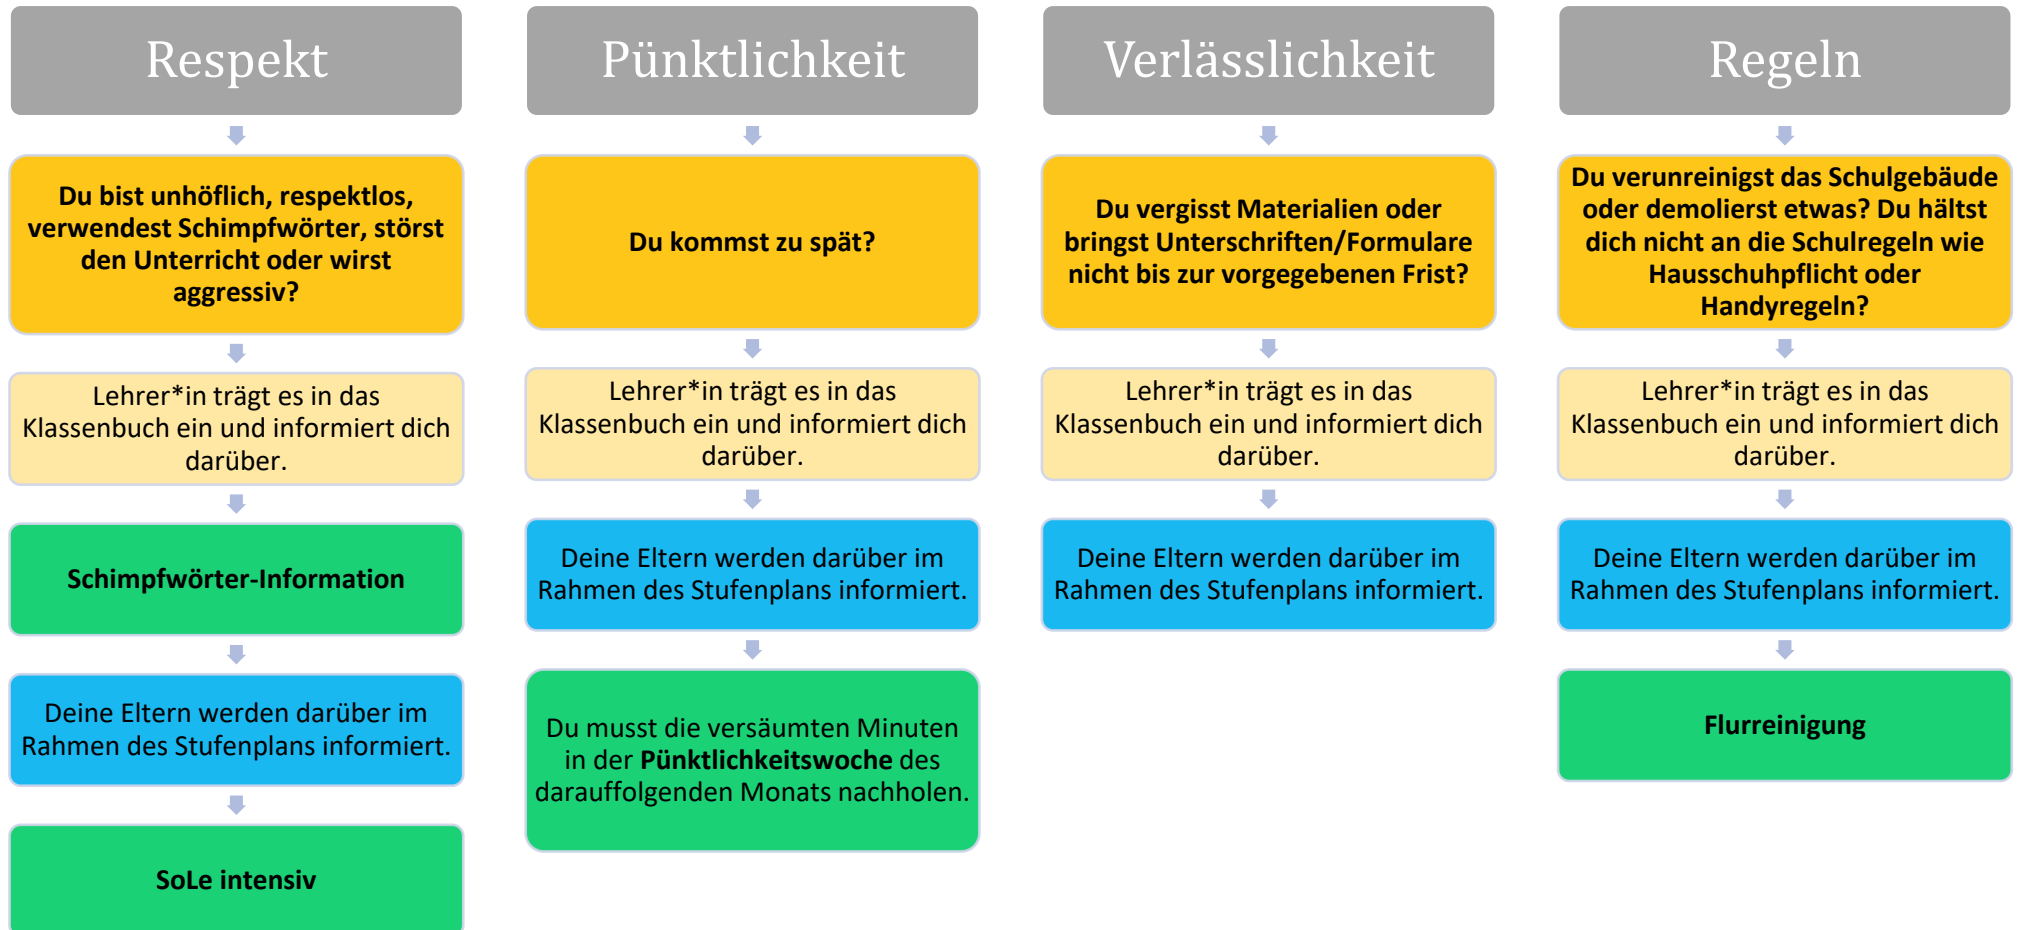 Respekt
Du bist unhöflich, respektlos,
verwendest Schimpfwörter, störst
den Unterricht oder wirst
aggressiv?
Lehrer*in trägt es in das
Klassenbuch ein und informiert dich
darüber.
Schimpfwörter-Information
Deine Eltern werden darüber im
Rahmen des Stufenplans informiert.
SoLe intensiv
Pünktlichkeit
Du kommst zu spät?
Lehrer*in trägt es in das
Klassenbuch ein und informiert dich
darüber.
Deine Eltern werden darüber im
Rahmen des Stufenplans informiert.
Du musst die versäumten Minuten
in der Pünktlichkeitswoche des
darauffolgenden Monats nachholen.
Verlässlichkeit
Du vergisst Materialien oder
bringst Unterschriften/Formulare
nicht bis zur vorgegebenen Frist?
Lehrer*in trägt es in das
Klassenbuch ein und informiert dich
darüber.
Deine Eltern werden darüber im
Rahmen des Stufenplans informiert.
Regeln
Du verunreinigst das Schulgebäude
oder demolierst etwas? Du hältst
dich nicht an die Schulregeln wie
Hausschuhpflicht oder
Handyregeln?
Lehrer*in trägt es in das
Klassenbuch ein und informiert dich
darüber.
Deine Eltern werden darüber im
Rahmen des Stufenplans informiert.
Flurreinigung